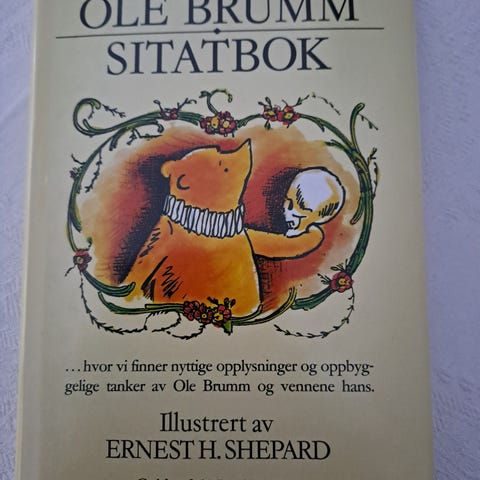 OLE BRUMM
SITATBOK
...hvor vi finner nyttige opplysninger og oppbyg-
gelige tanker av Ole Brumm og vennene hans.
Illustrert av
ERNEST H. SHEPARD